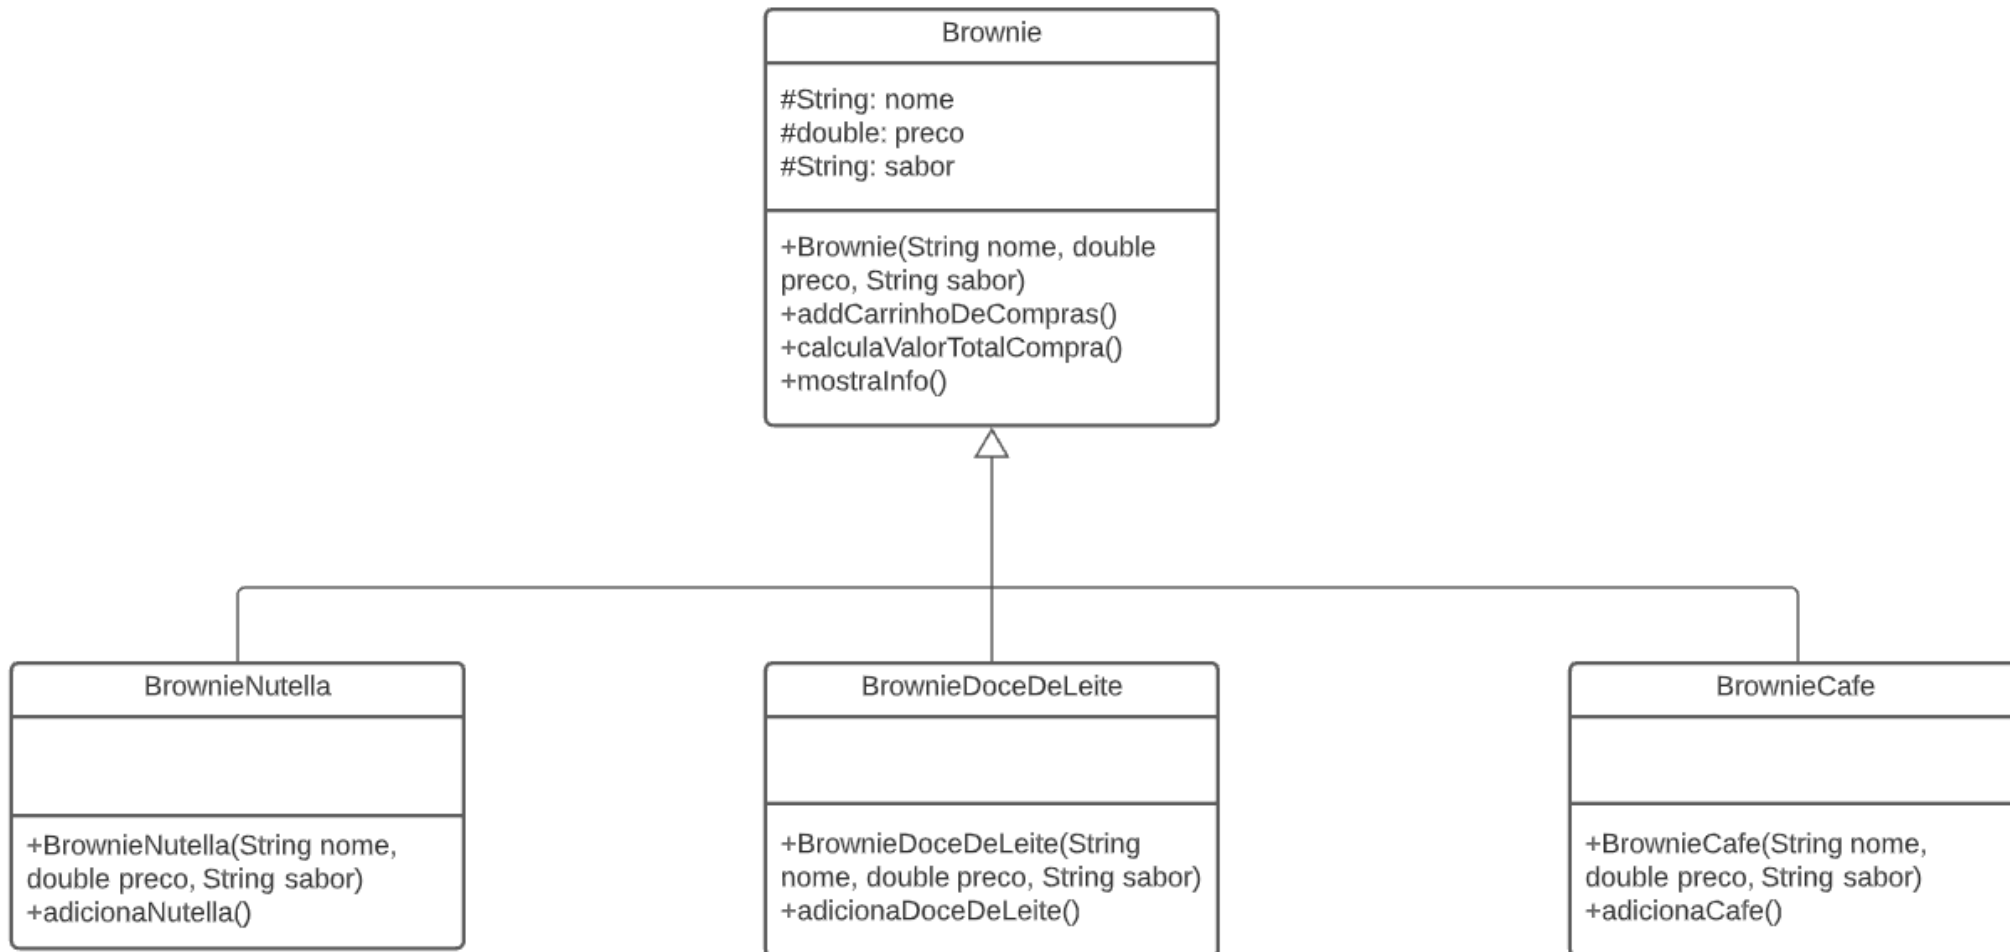 Brownie
#String: nome
#double: preco
#String: sabor
+Brownie(String nome, double
preco, String sabor)
+addCarrinhoDeCompras()
+calculaValorTotalCompra()
+mostraInfo()
BrownieNutella
+BrownieNutella(String nome,
double preco, String sabor)
+adicionaNutella()
BrownieDoceDeLeite
+BrownieDoceDeLeite(String
nome, double preco, String sabor)
+adicionaDoceDeLeite()
BrownieCafe
+BrownieCafe(String nome,
double preco, String sabor)
+adicionaCafe()